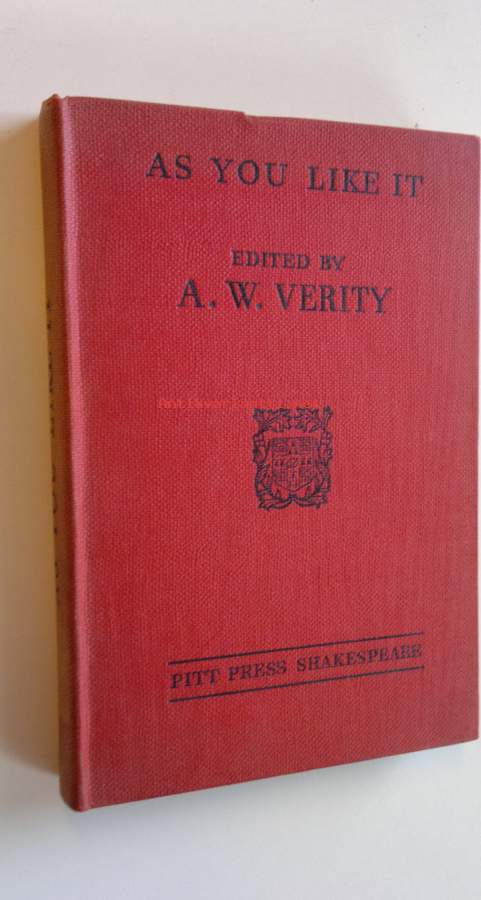 AS YOU LIKE IT
EDITED BY
A. W. VERITY
PITT PRESS SHAKESPEARE